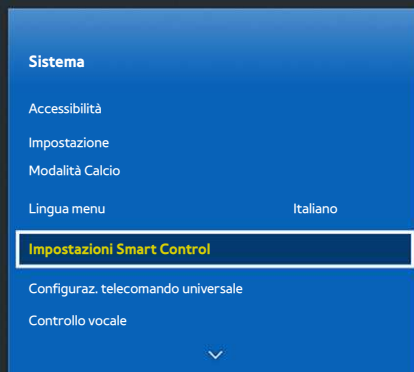 Sistema
Accessibilità
Impostazione
Modalità Calcio
Lingua menu Italiano
Impostazioni Smart Control
Configuraz. telecomando universale
Controllo vocale